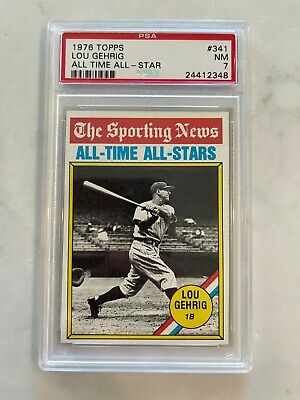 PSA
1976 TOPPS #341
LOU GEHRIG NM
ALL TIME ALL-STAR 7
24412348
The Sporting News
ALL-TIME ALL-STARS
LOU
GEHRIG
1B